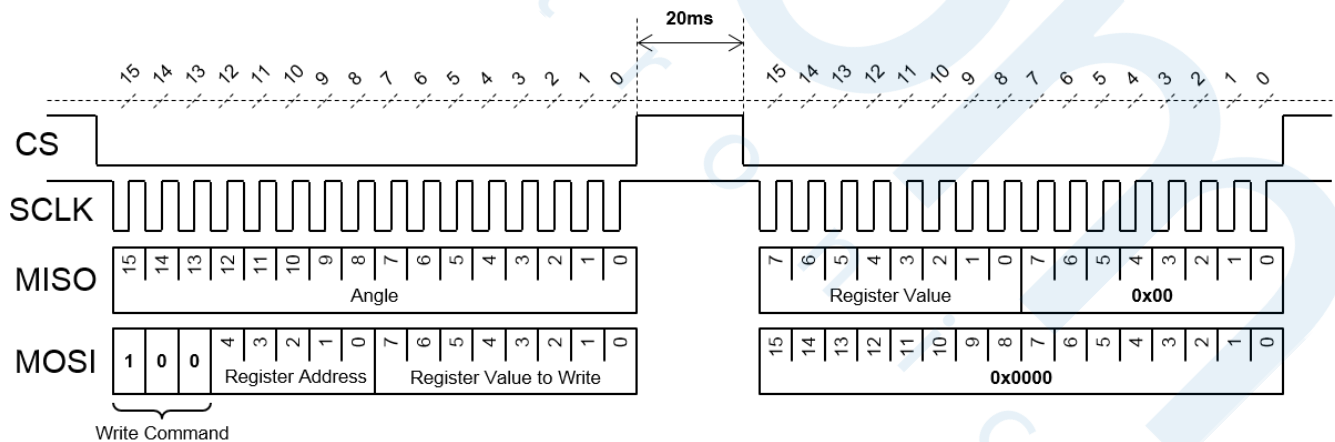 20ms
15 14 13 12 11 10 9 8 7 6 5 4 3 2 1 0 15 14 13 12 11 10 9 8 7 6 5 4 3 2 1 0
CS
SCLK
MISO 15 14 13 12 11 10 9 8 7 6 5 4 3 2 1 0 7 6 5 4 3 2 1 0 7 6 5 4 3 2 1 0
Angle Register Value 0x00
MOSI 1 0 0 4 3 2 1 0 7 6 5 4 3 2 1 0 15 14 13 12 11 10 9 8 7 6 5 4 3 2 1 0
Register Address Register Value to Write 0x0000
Write Command